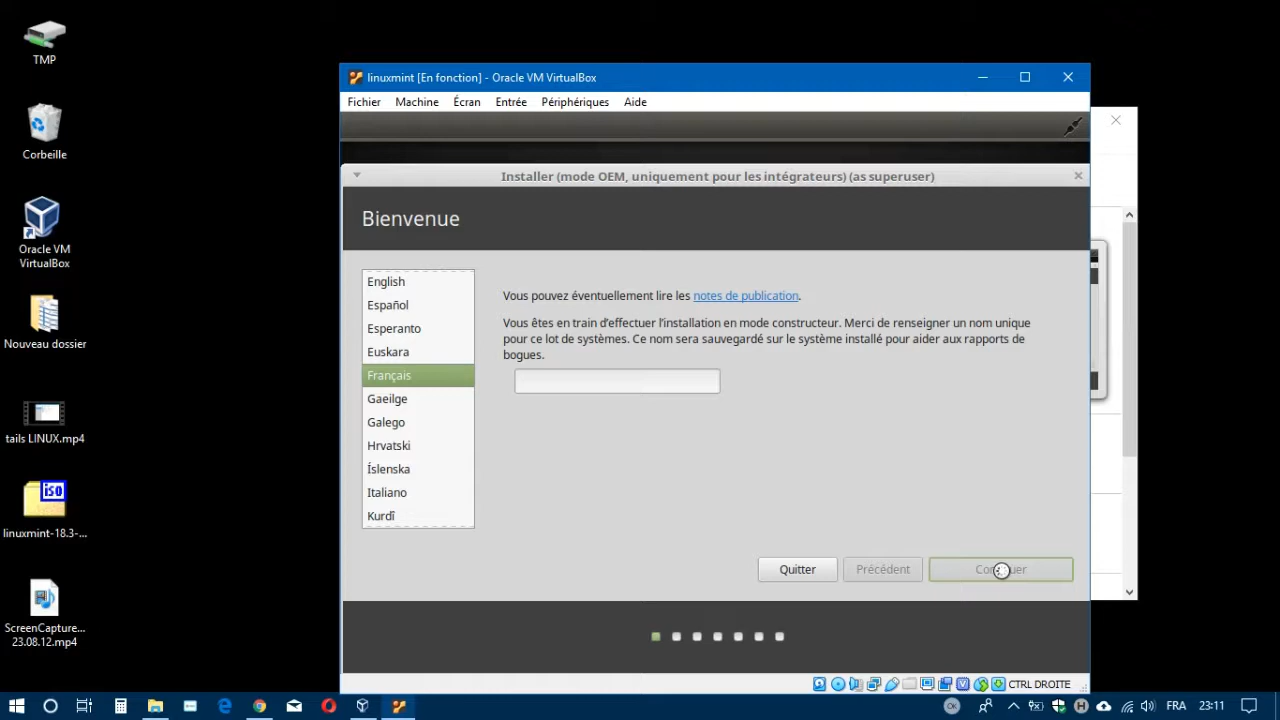 TMP
Corbeille
Oracle VM
VirtualBox
Nouveau dossier
tails LINUX.mp4
iso
linuxmint-18.3-...
ScreenCapture...
23.08.12.mp4
linuxmint [En fonction] - Oracle VM VirtualBox
Fichier Machine Écran Entrée Périphériques Aide
Installer (mode OEM, uniquement pour les intégrateurs) (as superuser)
Bienvenue
English
Español
Esperanto
Euskara
Français
Gaeilge
Galego
Hrvatski
Íslenska
Italiano
Kurdî
Vous pouvez éventuellement lire les notes de publication.
Vous êtes en train d'effectuer l'installation en mode constructeur. Merci de renseigner un nom unique
pour ce lot de systèmes. Ce nom sera sauvegardé sur le système installé pour aider aux rapports de
bogues.
Quitter Précédent Continuer
CTRL DROITE
OK FRA 23:11